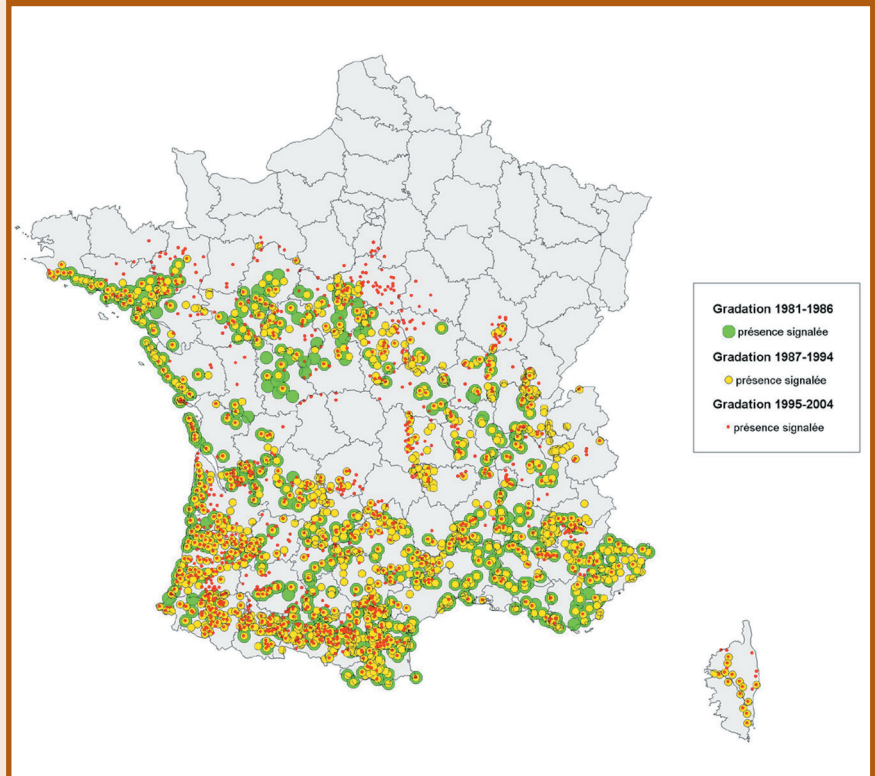 Gradation 1981-1986
présence signalée
Gradation 1987-1994
présence signalée
Gradation 1995-2004
présence signalée